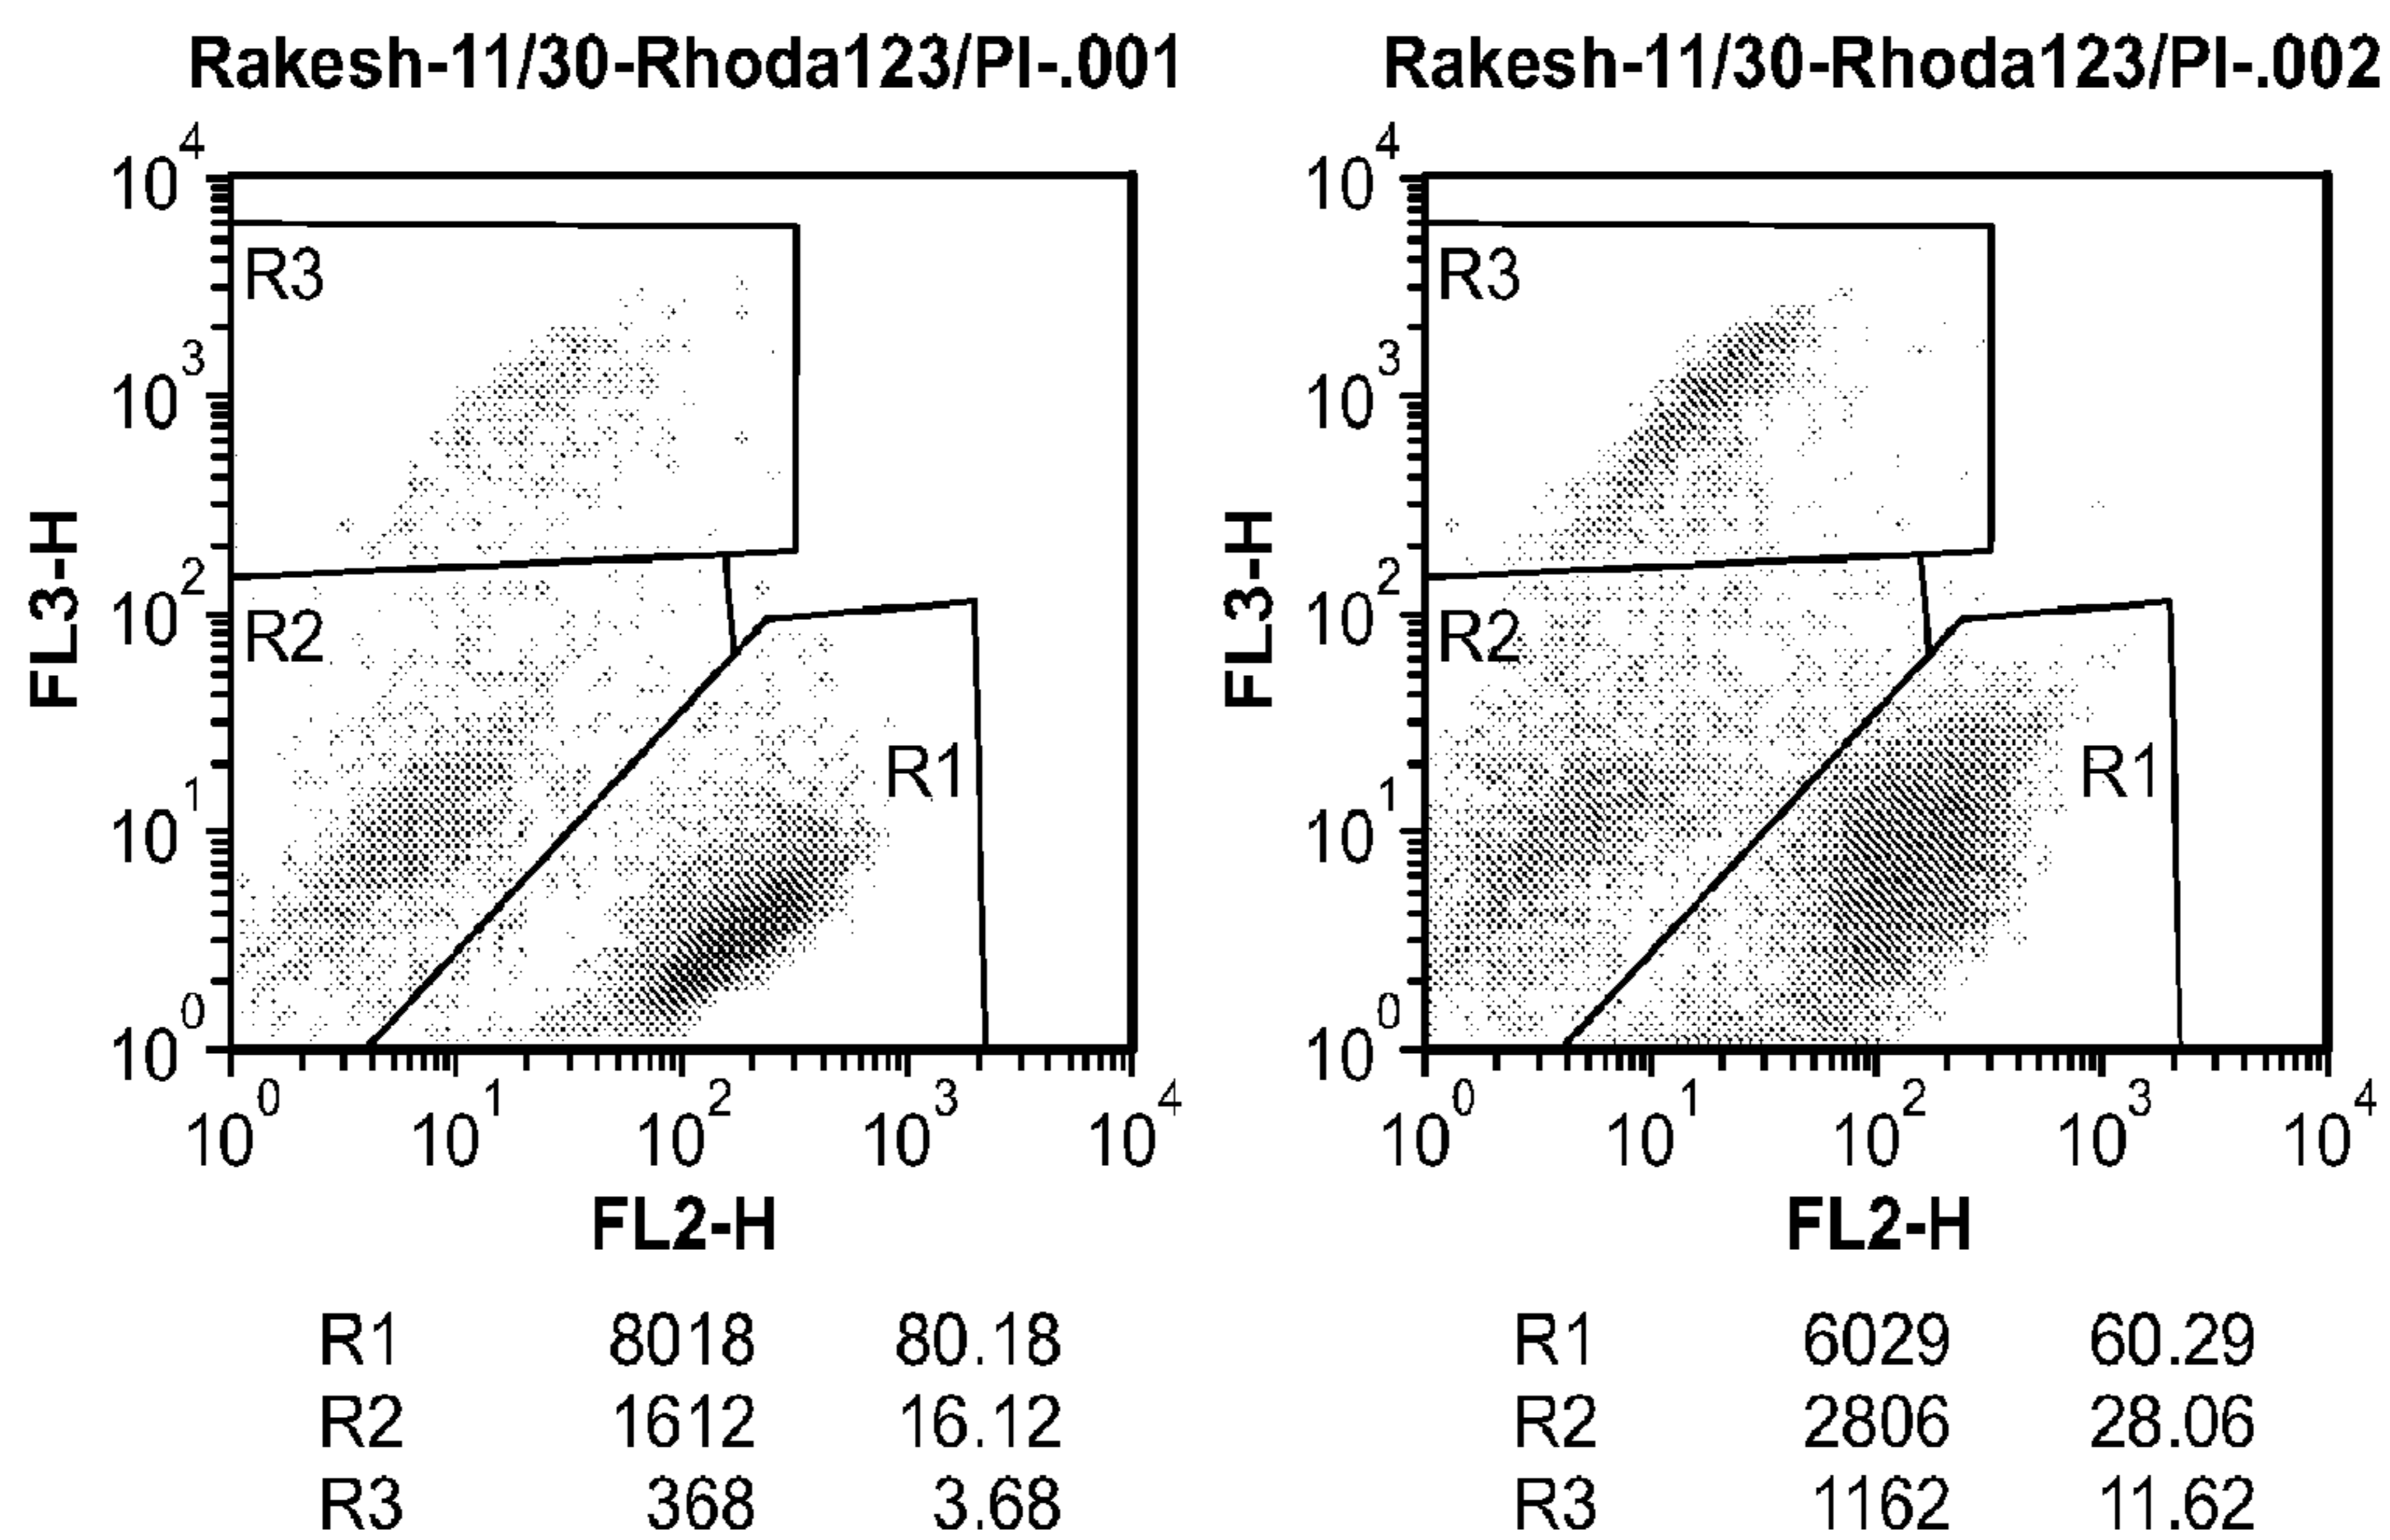 Rakesh-11/30-Rhoda123/PI-.001
10^4
R3
10^3
10^2
R2
R1
10^1
10^0
FL3-H
10^0 10^1 10^2 10^3 10^4
FL2-H
R1 8018 80.18
R2 1612 16.12
R3 368 3.68
Rakesh-11/30-Rhoda123/PI-.002
10^4
R3
10^3
10^2
R2
R1
10^1
10^0
FL3-H
10^0 10^1 10^2 10^3 10^4
FL2-H
R1 6029 60.29
R2 2806 28.06
R3 1162 11.62